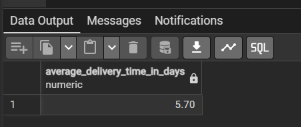 Data Output Messages Notifications
SQL
average_delivery_time_in_days
numeric
1 5.70